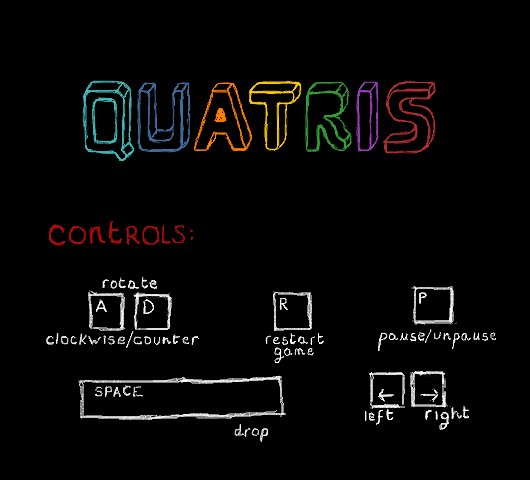 QUATRIS
CONTROLS:
rotate
A D
clockwise/counter
R
restart
game
P
pause/unpause
SPACE
drop
← →
left right